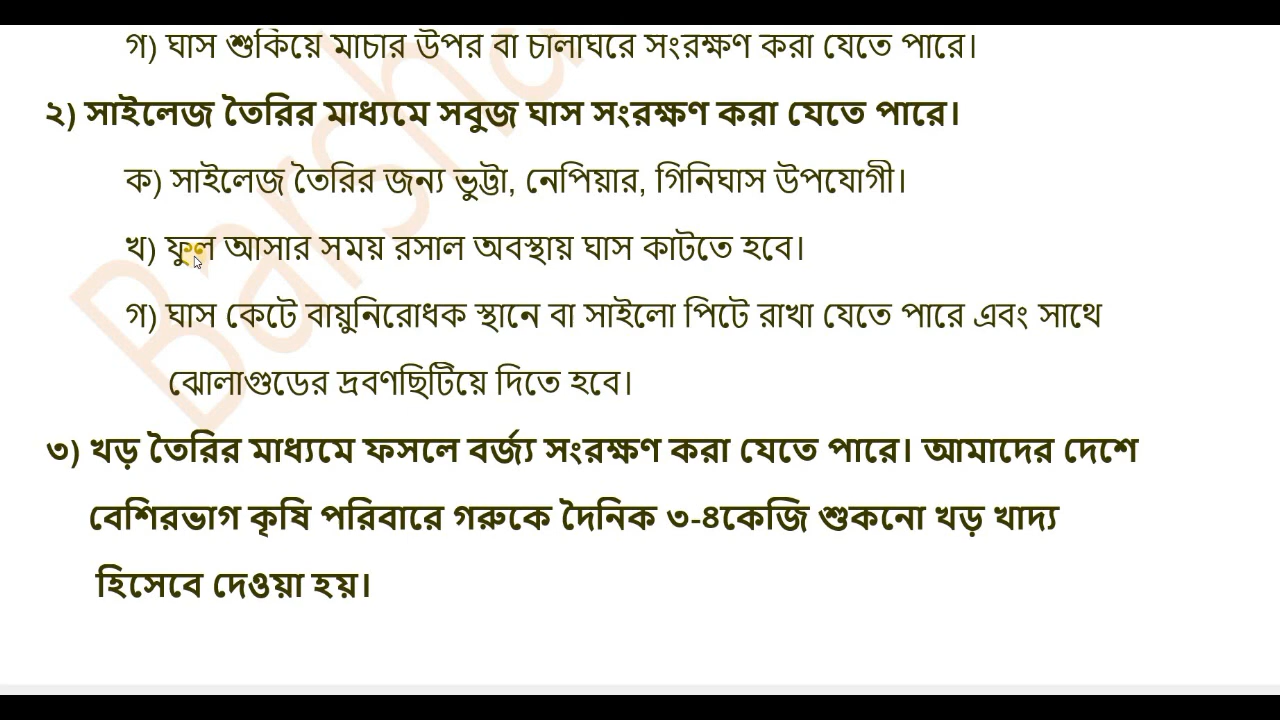 গ) ঘাস শুকিয়ে মাচার উপর বা চালাঘরে সংরক্ষণ করা যেতে পারে।
২) সাইলেজ তৈরির মাধ্যমে সবুজ ঘাস সংরক্ষণ করা যেতে পারে।
ক) সাইলেজ তৈরির জন্য ভুট্টা, নেপিয়ার, গিনিঘাস উপযোগী।
খ) ফুল আসার সময় রসাল অবস্থায় ঘাস কাটতে হবে।
গ) ঘাস কেটে বায়ুনিরোধক স্থানে বা সাইলো পিটে রাখা যেতে পারে এবং সাথে
ঝোলাগুডের দ্রবণছিটিয়ে দিতে হবে।
৩) খড় তৈরির মাধ্যমে ফসলে বর্জ্য সংরক্ষণ করা যেতে পারে। আমাদের দেশে
বেশিরভাগ কৃষি পরিবারে গরুকে দৈনিক ৩-৪কেজি শুকনো খড় খাদ্য
হিসেবে দেওয়া হয়।